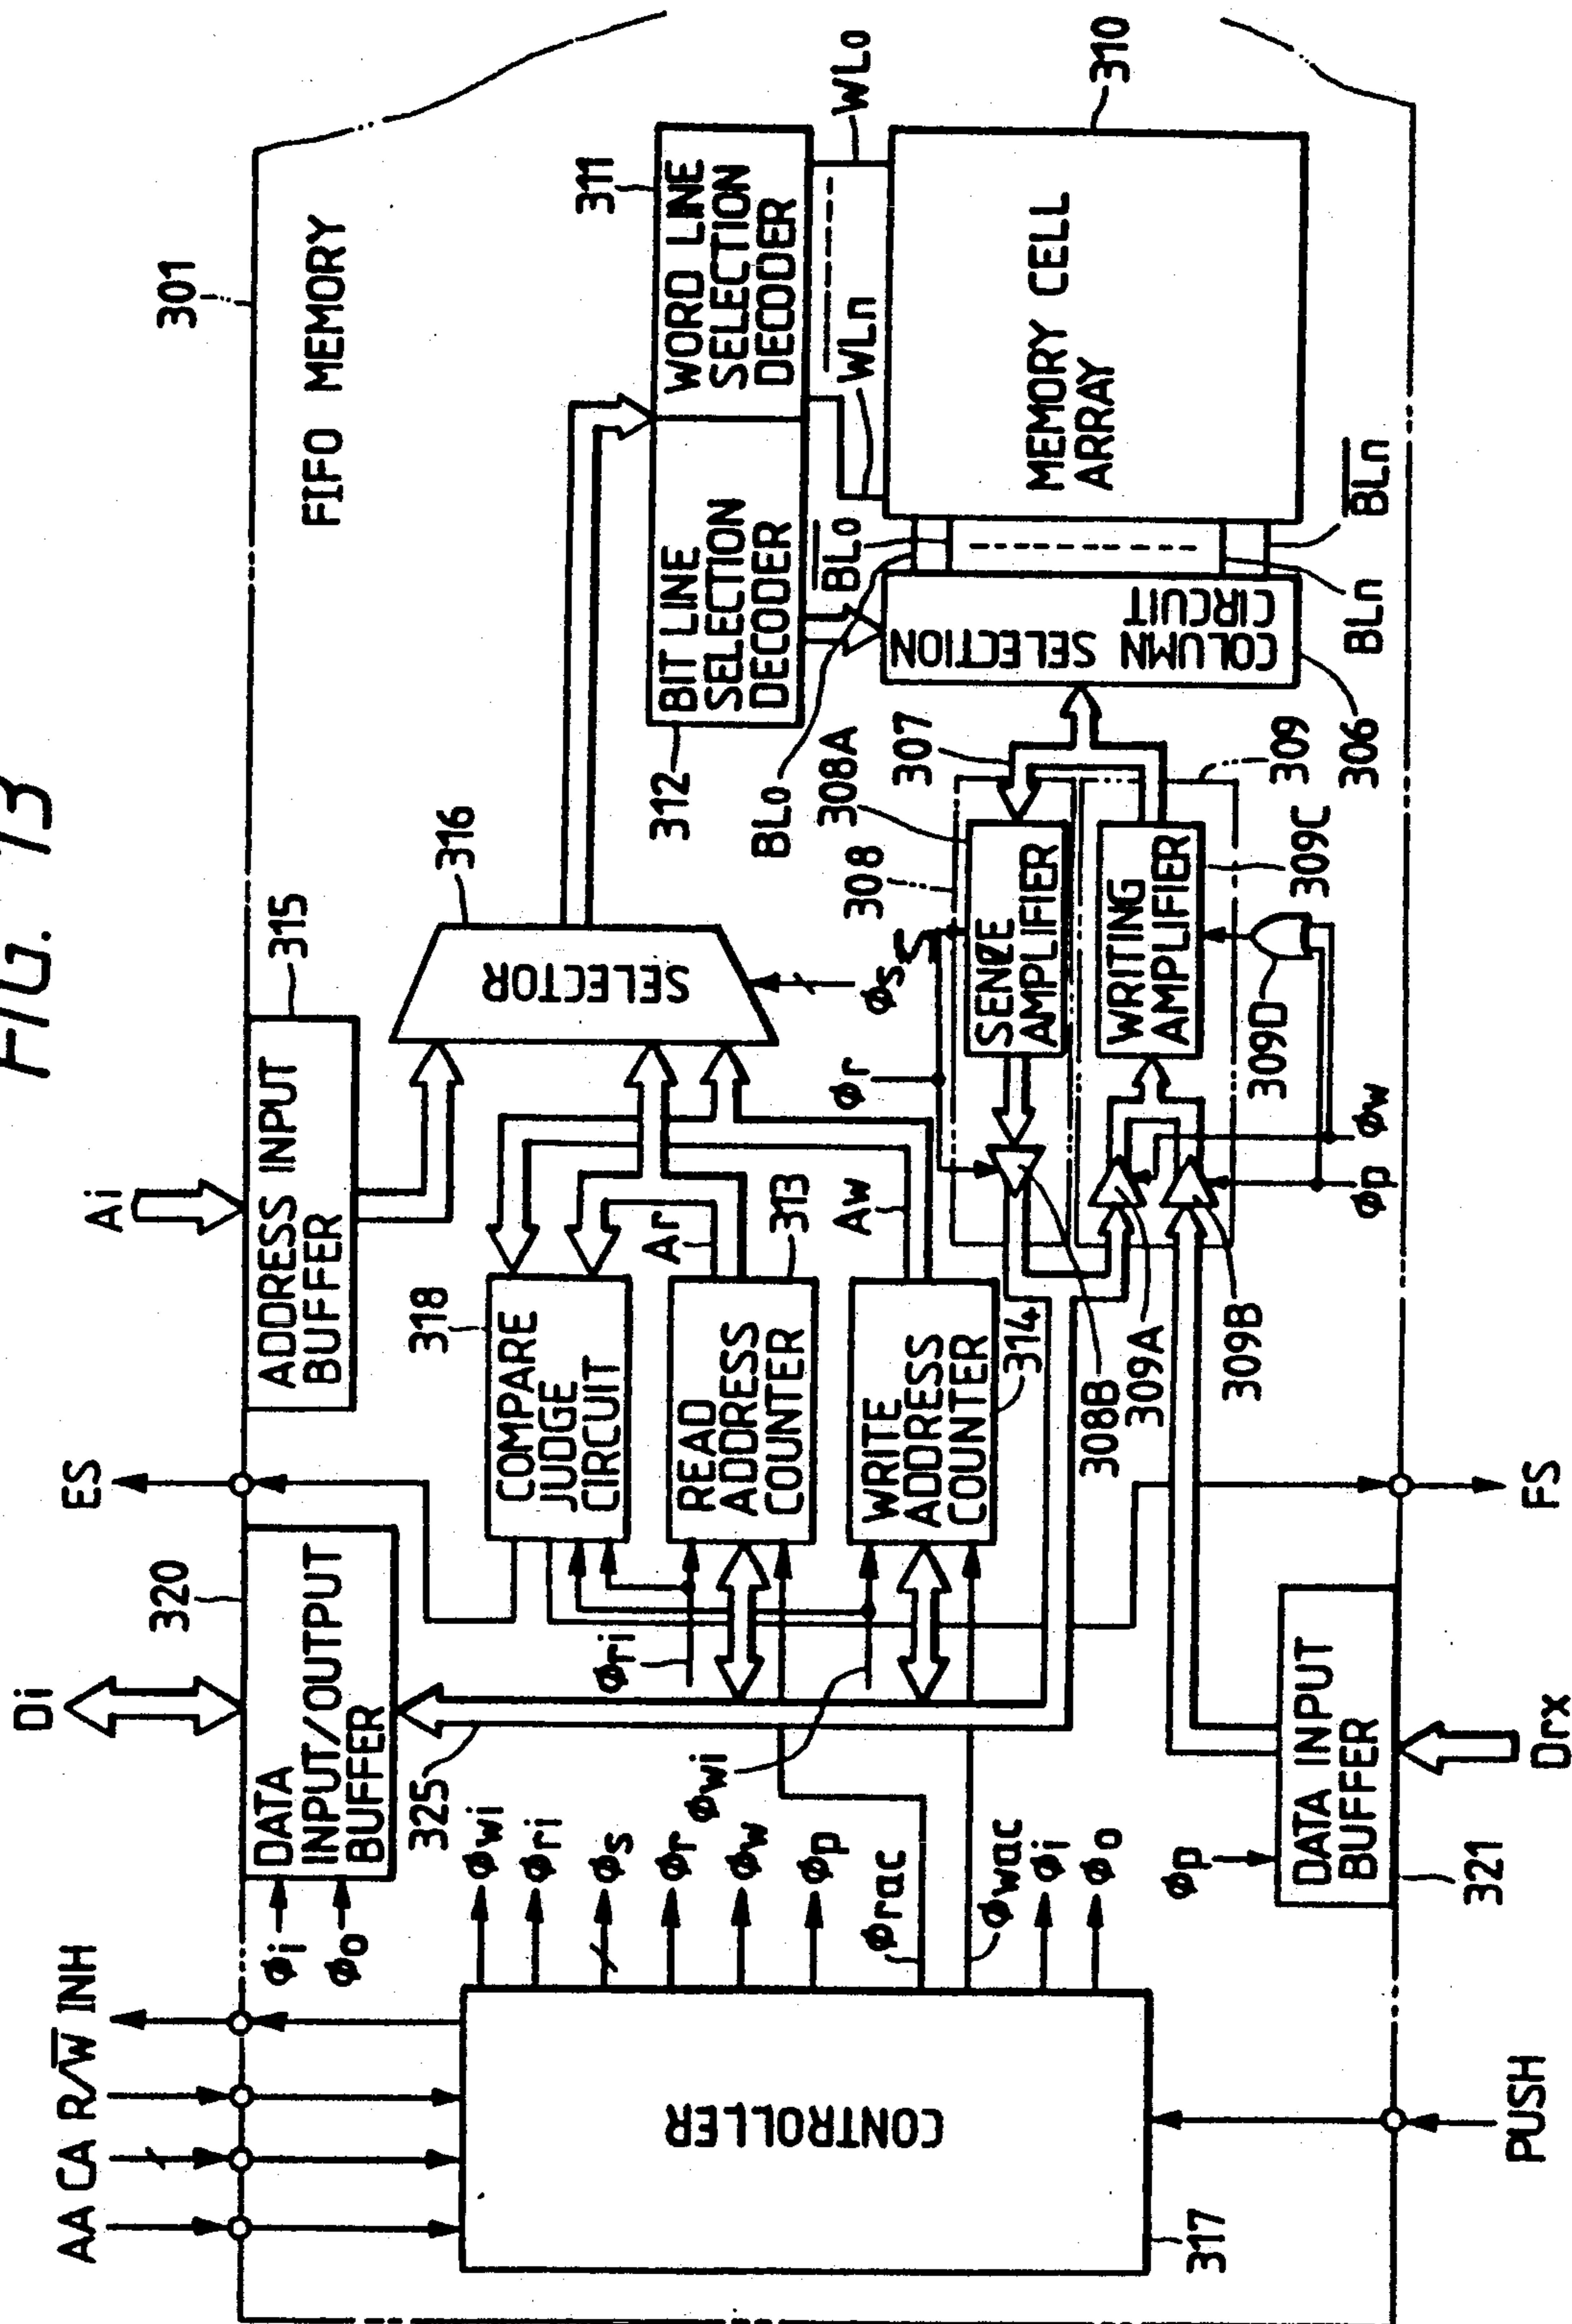 FIG. 13
301
FIFO MEMORY
AA
CA
R/W̅
INH
Di
ES
Ai
320
DATA
INPUT/OUTPUT
BUFFER
φi
φo
315
ADDRESS INPUT
BUFFER
316
SELECTOR
φs
311
WORD LINE
SELECTION
DECODER
312
BIT LINE
SELECTION
DECODER
WLo
WLn
310
MEMORY CELL
ARRAY
BLo
B̅L̅o
BLn
B̅L̅n
COLUMN SELECTION
CIRCUIT
306
307
308
308A
SENZE
AMPLIFIER
308B
309
309A
309B
309C
WRITING
AMPLIFIER
309D
φr
φw
φp
318
COMPARE
JUDGE
CIRCUIT
Ar
313
READ
ADDRESS
COUNTER
Aw
314
WRITE
ADDRESS
COUNTER
φri
φwi
325
317
CONTROLLER
φwi
φri
φs
φr
φw
φp
φrac
φwac
φi
φo
φp
321
DATA INPUT
BUFFER
PUSH
Drx
FS